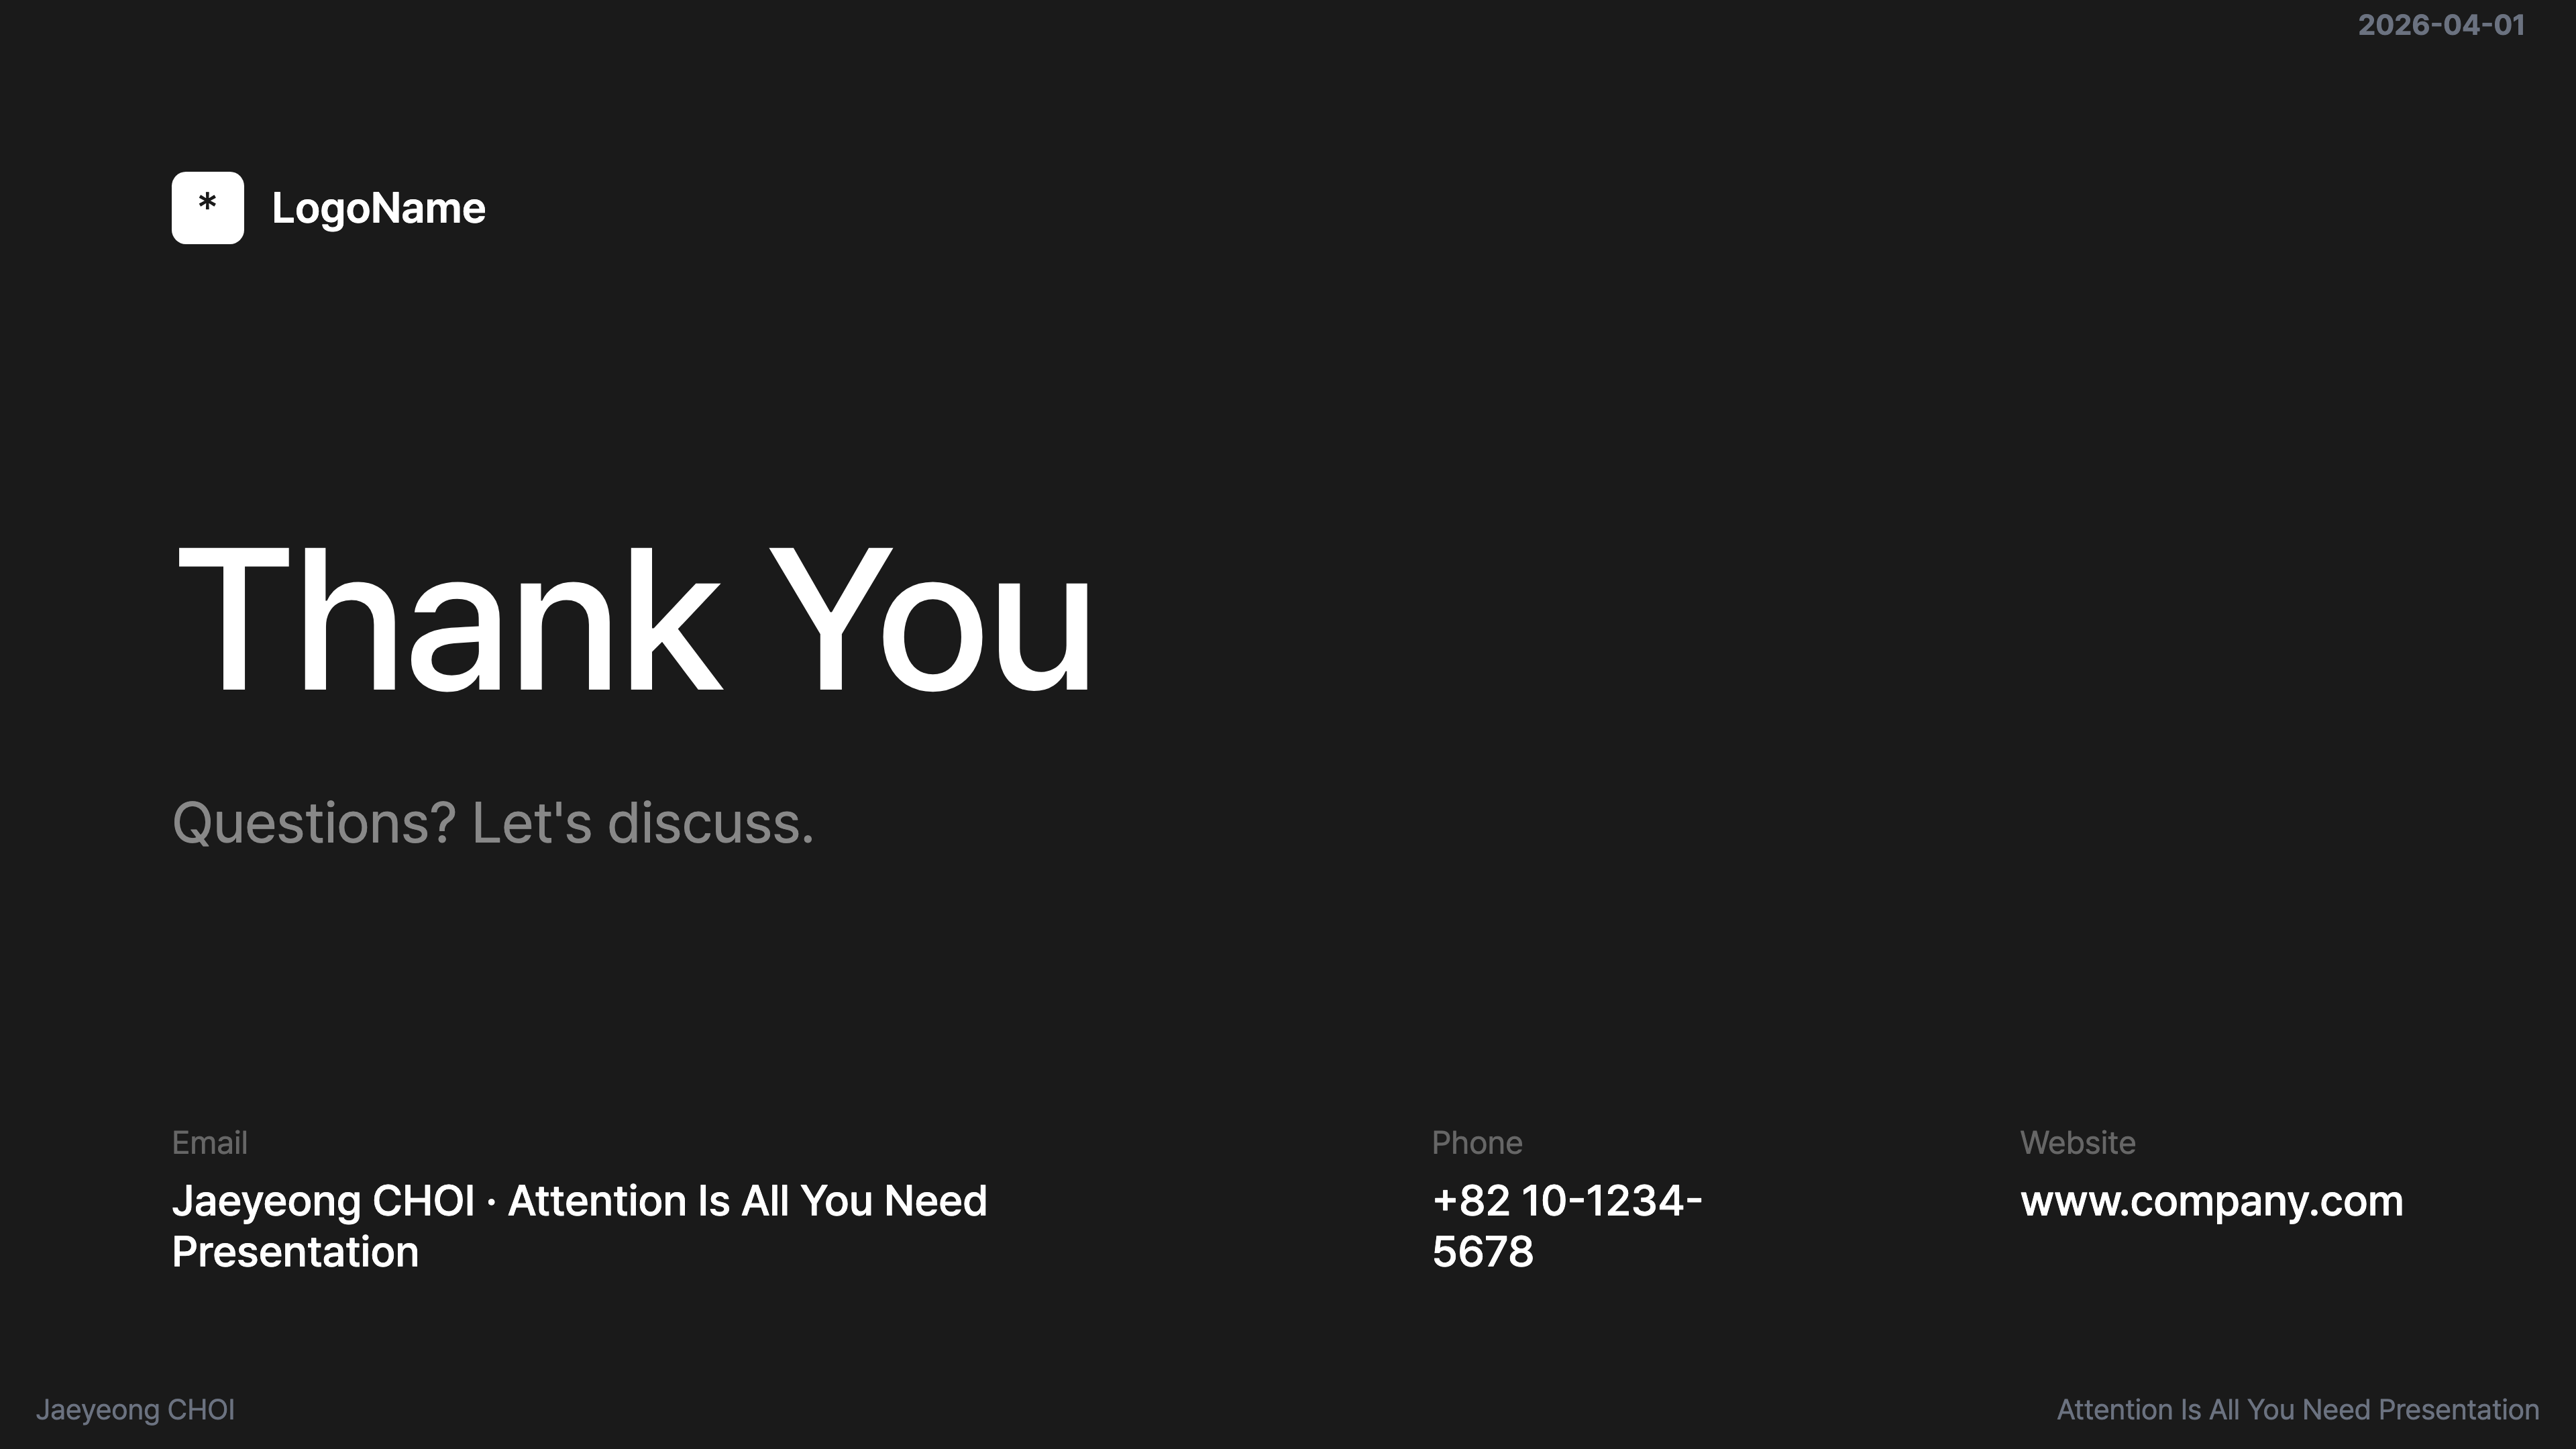 2026-04-01
* LogoName
Thank You
Questions? Let's discuss.
Email
Jaeyeong CHOI · Attention Is All You Need
Presentation
Phone
+82 10-1234-
5678
Website
www.company.com
Jaeyeong CHOI
Attention Is All You Need Presentation